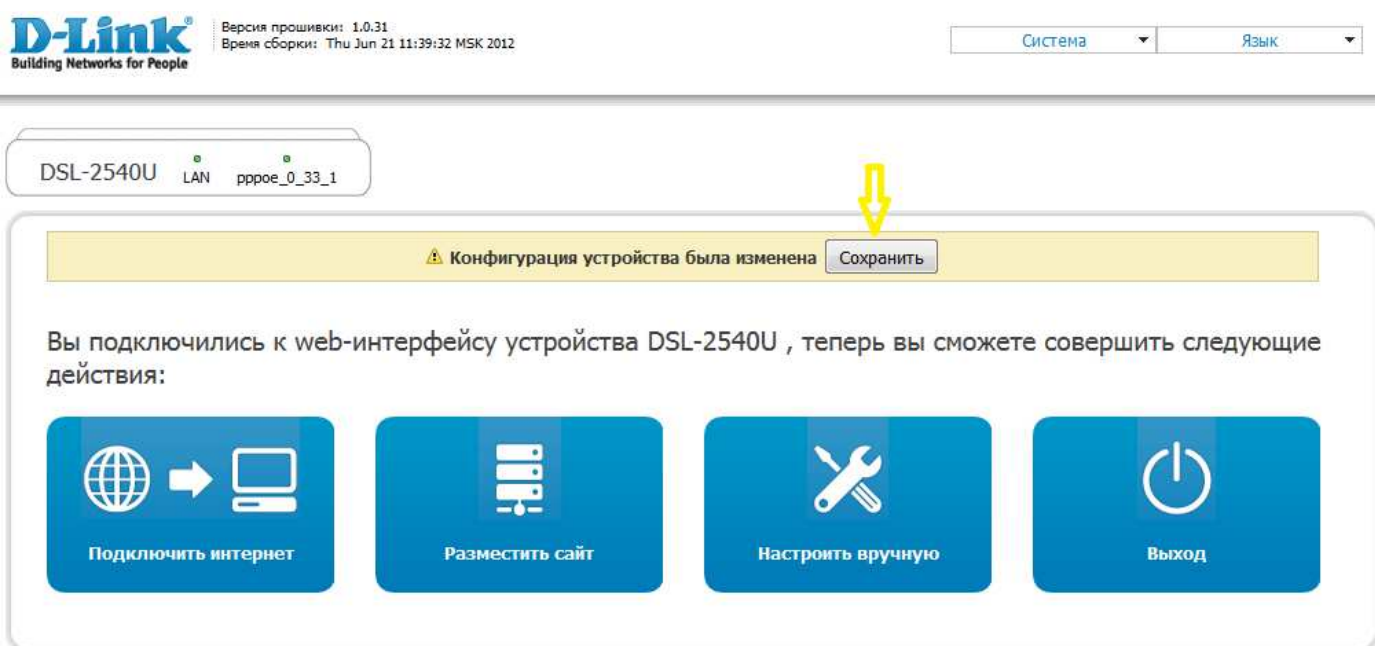 D-Link®
Building Networks for People
Версия прошивки: 1.0.31
Время сборки: Thu Jun 21 11:39:32 MSK 2012
Система
Язык
DSL-2540U
LAN
pppoe_0_33_1
Конфигурация устройства была изменена
Сохранить
Вы подключились к web-интерфейсу устройства DSL-2540U , теперь вы сможете совершить следующие
действия:
Подключить интернет
Разместить сайт
Настроить вручную
Выход